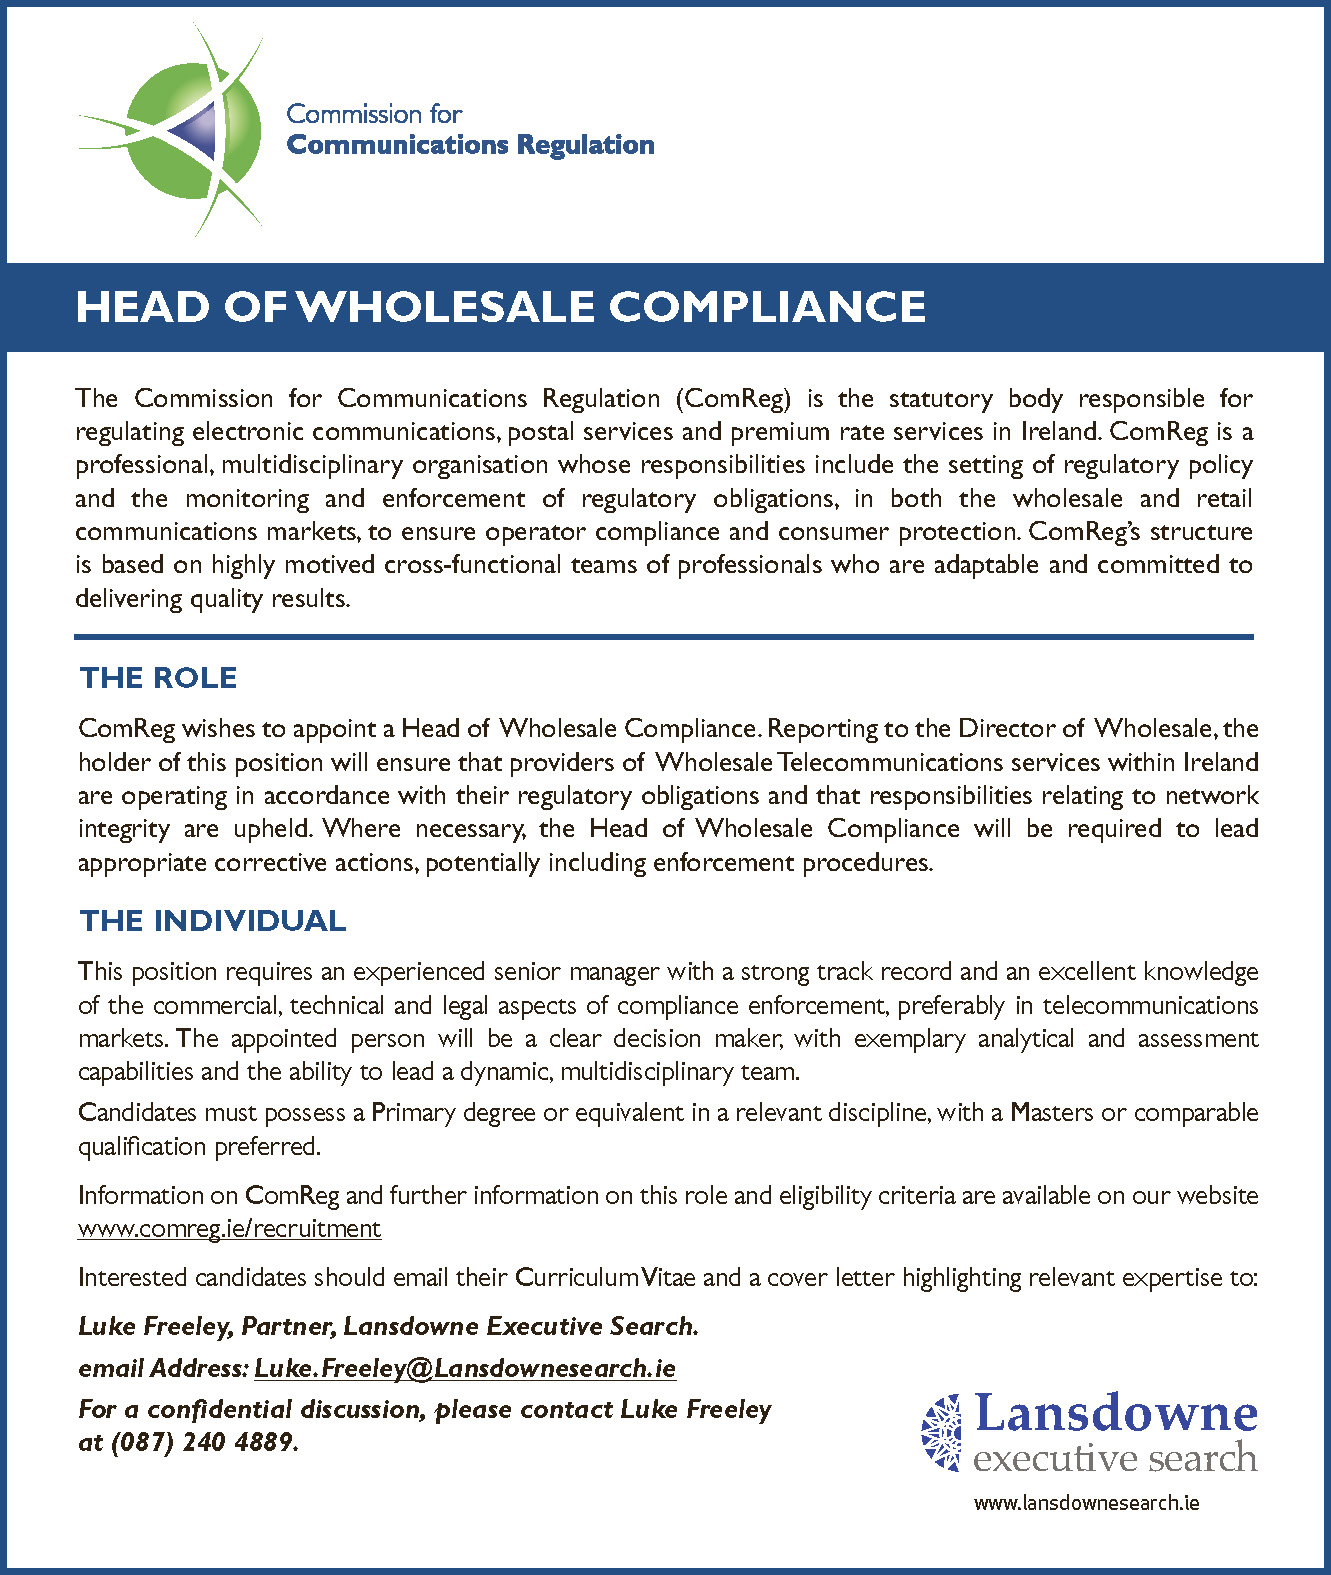 Commission for
Communications Regulation
HEAD OF WHOLESALE COMPLIANCE
The Commission for Communications Regulation (ComReg) is the statutory body responsible for
regulating electronic communications, postal services and premium rate services in Ireland. ComReg is a
professional, multidisciplinary organisation whose responsibilities include the setting of regulatory policy
and the monitoring and enforcement of regulatory obligations, in both the wholesale and retail
communications markets, to ensure operator compliance and consumer protection. ComReg’s structure
is based on highly motived cross-functional teams of professionals who are adaptable and committed to
delivering quality results.
THE ROLE
ComReg wishes to appoint a Head of Wholesale Compliance. Reporting to the Director of Wholesale, the
holder of this position will ensure that providers of Wholesale Telecommunications services within Ireland
are operating in accordance with their regulatory obligations and that responsibilities relating to network
integrity are upheld. Where necessary, the Head of Wholesale Compliance will be required to lead
appropriate corrective actions, potentially including enforcement procedures.
THE INDIVIDUAL
This position requires an experienced senior manager with a strong track record and an excellent knowledge
of the commercial, technical and legal aspects of compliance enforcement, preferably in telecommunications
markets. The appointed person will be a clear decision maker, with exemplary analytical and assessment
capabilities and the ability to lead a dynamic, multidisciplinary team.
Candidates must possess a Primary degree or equivalent in a relevant discipline, with a Masters or comparable
qualification preferred.
Information on ComReg and further information on this role and eligibility criteria are available on our website
www.comreg.ie/recruitment
Interested candidates should email their Curriculum Vitae and a cover letter highlighting relevant expertise to:
Luke Freeley, Partner, Lansdowne Executive Search.
email Address: Luke.Freeley@Lansdownesearch.ie
For a confidential discussion, please contact Luke Freeley
at (087) 240 4889.
Lansdowne
executive search
www.lansdownesearch.ie